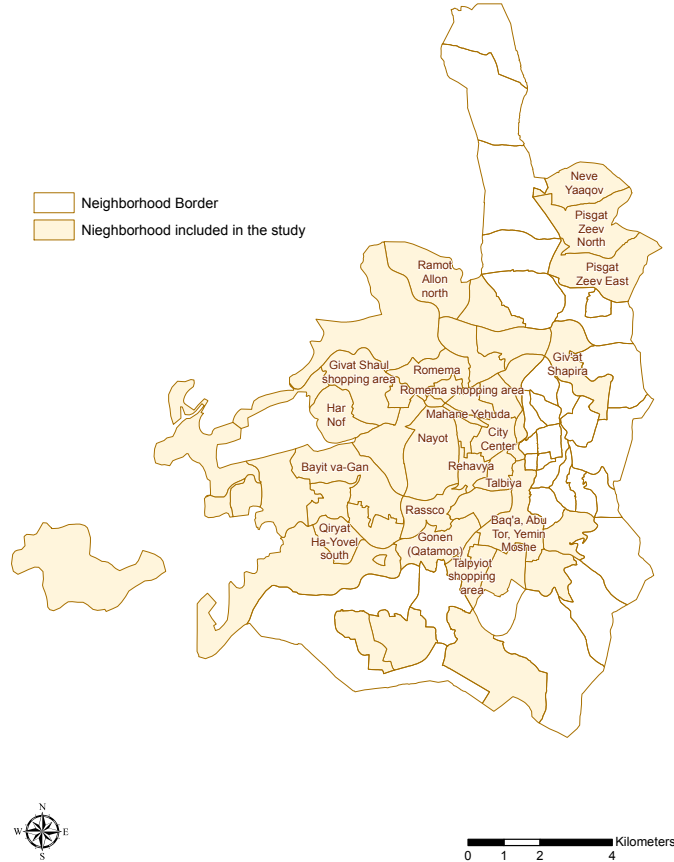 Neve
Yaaqov
Neighborhood Border
Nieghborhood included in the study
Pisgat
Zeev
North
Pisgat
Zeev East
Ramot
Allon
north
Giv'at
Shapira
Givat Shaul
shopping area
Romema
Romema shopping area
Har
Nof
Mahane Yehuda
Nayot
City
Center
Bayit va-Gan
Rehavya
Talbiya
Rassco
Qiryat
Ha-Yovel
south
Gonen
(Qatamon)
Baq'a, Abu
Tor, Yemin
Moshe
Talpyiot
shopping
area
N
W E
S
Kilometers
0 1 2 4